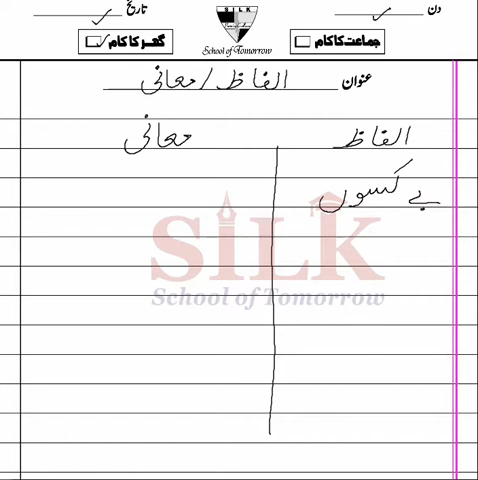 دن تاریخ
SILK
School of Tomorrow
جماعت کا کام گھر کا کام
عنوان الفاظ / معانی
الفاظ معانی
بے کسوں
SiLK
School of Tomorrow